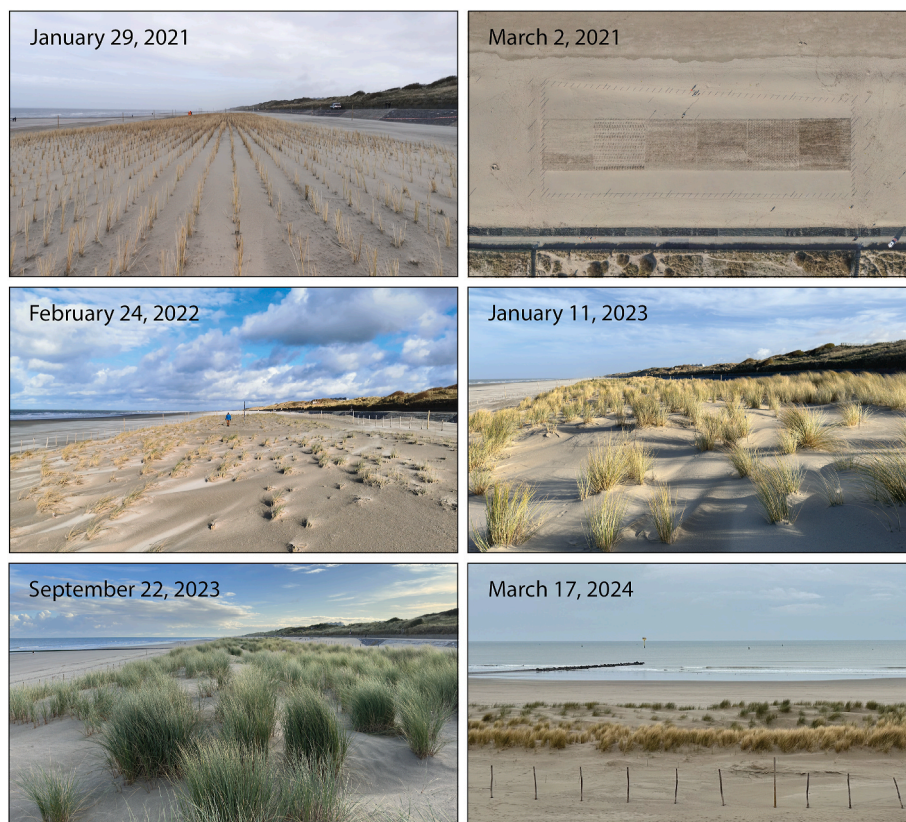 January 29, 2021
March 2, 2021
February 24, 2022
January 11, 2023
September 22, 2023
March 17, 2024